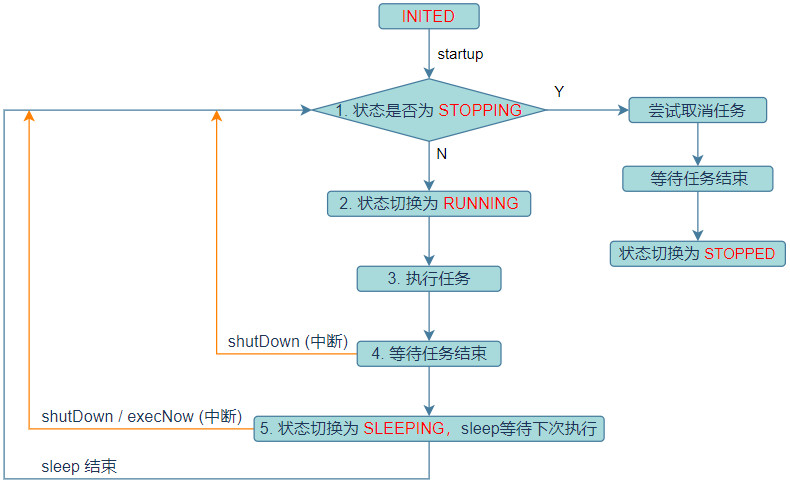 INITED
startup
1. 状态是否为 STOPPING
Y
尝试取消任务
N
等待任务结束
2. 状态切换为 RUNNING
状态切换为 STOPPED
3. 执行任务
shutDown (中断)
4. 等待任务结束
shutDown / execNow (中断)
5. 状态切换为 SLEEPING，sleep等待下次执行
sleep 结束